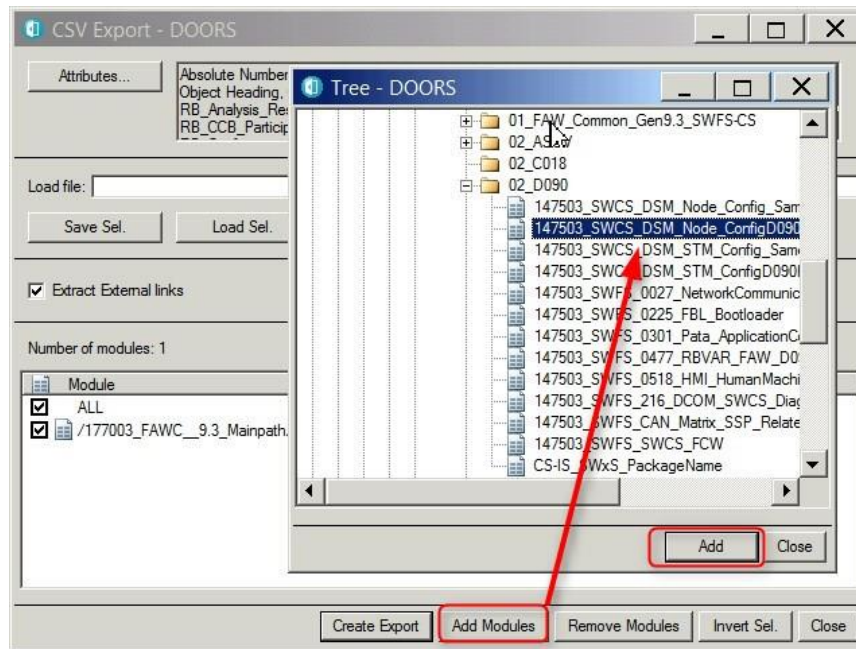 CSV Export - DOORS
Attributes...
Absolute Number
Object Heading,
RB_Analysis_Res
RB_CCB_Particip
Load file:
Save Sel.
Load Sel.
Extract External links
Number of modules: 1
Module
ALL
/177003_FAWC__9.3_Mainpath.
Tree - DOORS
01_FAW_Common_Gen9.3_SWFS-CS
02_C018
02_D090
147503_SWCS_DSM_Node_Config_Sam
147503_SWCS_DSM_Node_ConfigD090
147503_SWCS_DSM_STM_Config_Same
147503_SWCS_DSM_STM_ConfigD090
147503_SWFS_0027_NetworkCommunic
147503_SWFS_0225_FBL_Bootloader
147503_SWFS_0301_Pata_ApplicationC
147503_SWFS_0477_RBVAR_FAW_D0
147503_SWFS_0518_HMI_HumanMachi
147503_SWFS_216_DCOM_SWCS_Diag
147503_SWFS_CAN_Matrix_SSP_Relate
147503_SWFS_SWCS_FCW
CS-IS_SWxS_PackageName
Add
Close
Create Export
Add Modules
Remove Modules
Invert Sel.
Close